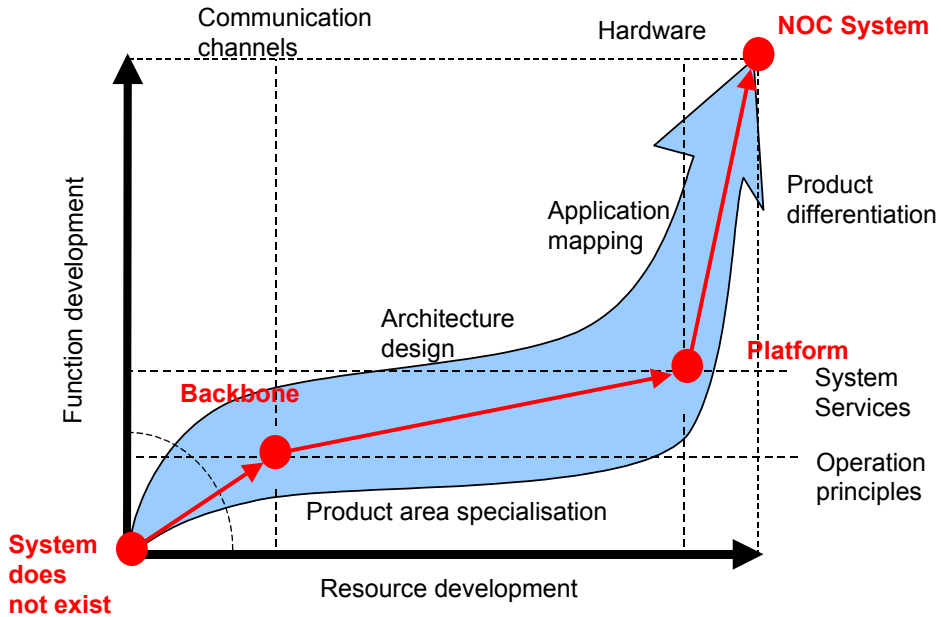 Communication
channels
Hardware
NOC System
Function development
Application
mapping
Product
differentiation
Architecture
design
Backbone
Platform
System
Services
Operation
principles
Product area specialisation
System
does
not exist
Resource development